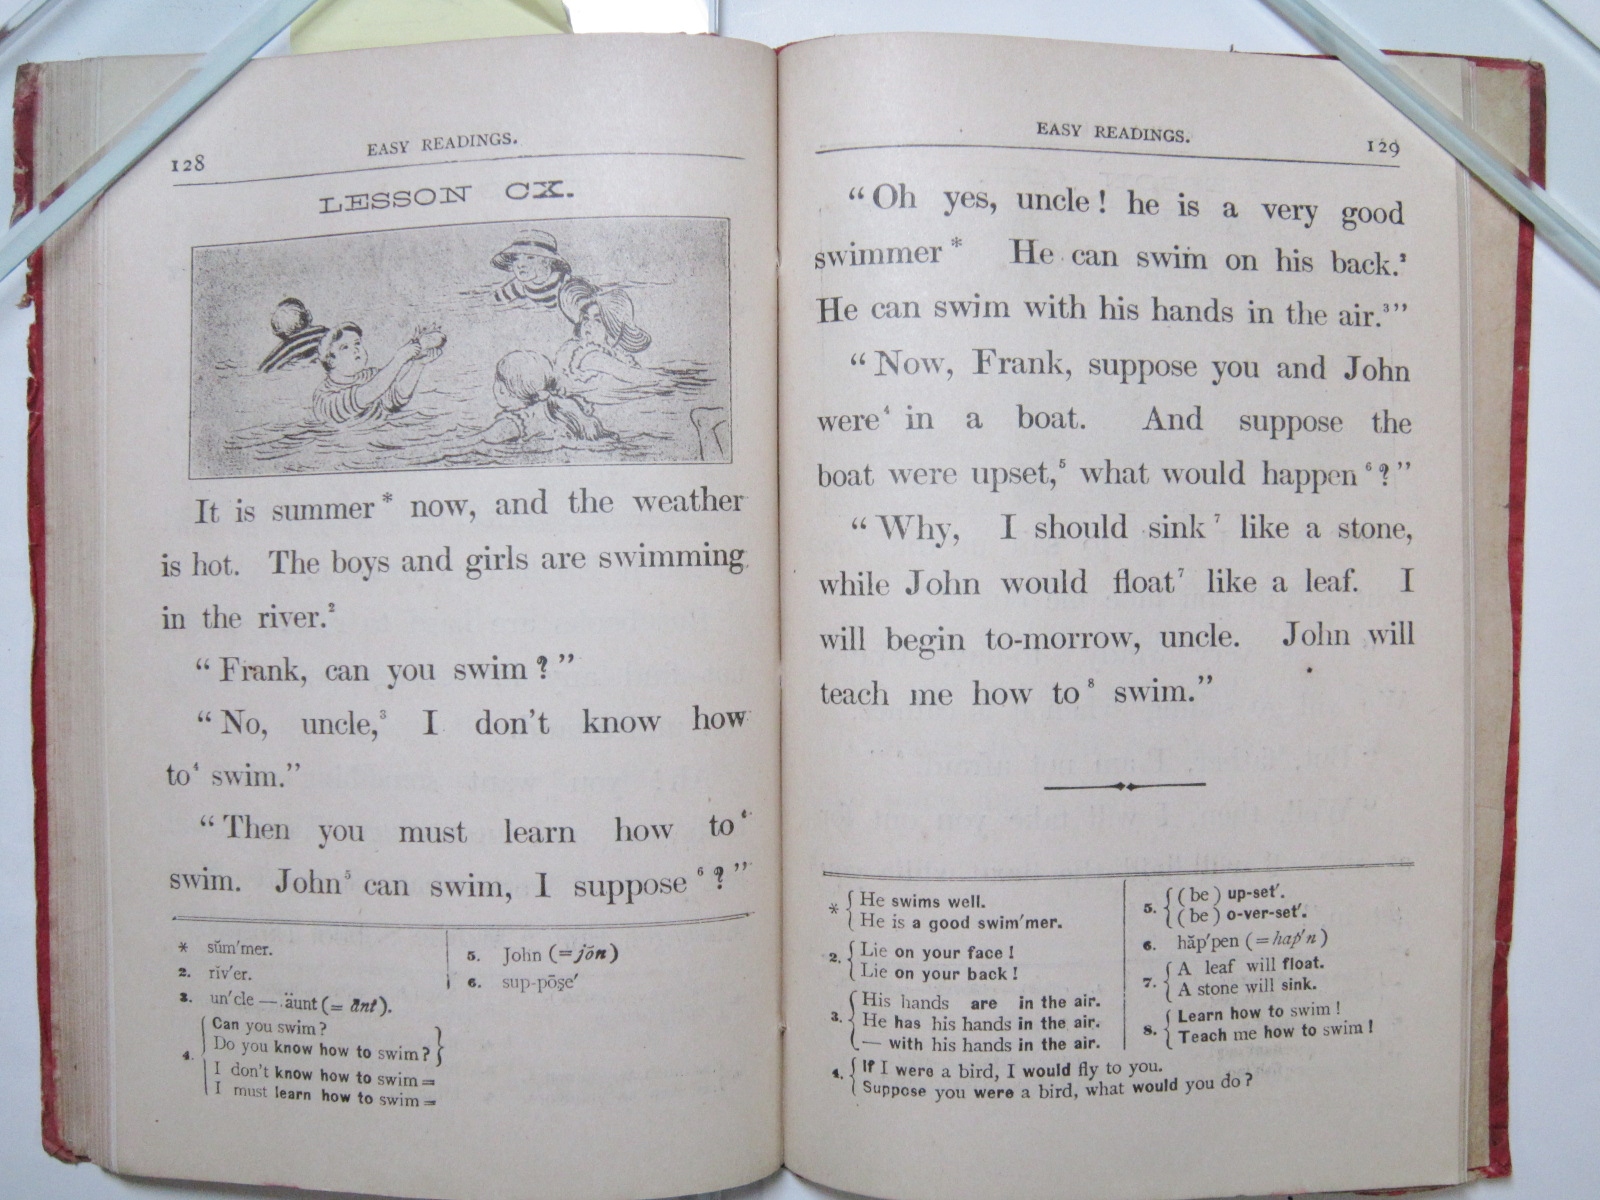 128
EASY READINGS.
LESSON CX.
It is summer* now, and the weather
is hot. The boys and girls are swimming
in the river.²
“Frank, can you swim?”
“No, uncle,³ I don't know how
to⁴ swim.”
“Then you must learn how to⁴
swim. John⁵ can swim, I suppose⁶?”
* sŭm′mer.
2. rĭv′er.
3. un′cle — äunt (= änt).
4. Can you swim?
Do you know how to swim?
I don't know how to swim =
I must learn how to swim =
5. John (= jŏn)
6. sup-pōşe′
EASY READINGS.
129
“Oh yes, uncle! he is a very good
swimmer* He can swim on his back.²
He can swim with his hands in the air.³”
“Now, Frank, suppose you and John
were⁴ in a boat. And suppose the
boat were upset,⁵ what would happen⁶?”
“Why, I should sink⁷ like a stone,
while John would float⁷ like a leaf. I
will begin to-morrow, uncle. John will
teach me how to⁸ swim.”
* He swims well.
He is a good swim′mer.
2. Lie on your face!
Lie on your back!
3. His hands are in the air.
He has his hands in the air.
— with his hands in the air.
4. If I were a bird, I would fly to you.
Suppose you were a bird, what would you do?
5. (be) up-set′.
(be) o-ver-set′.
6. hăp′pen (= hap′n)
7. A leaf will float.
A stone will sink.
8. Learn how to swim!
Teach me how to swim!